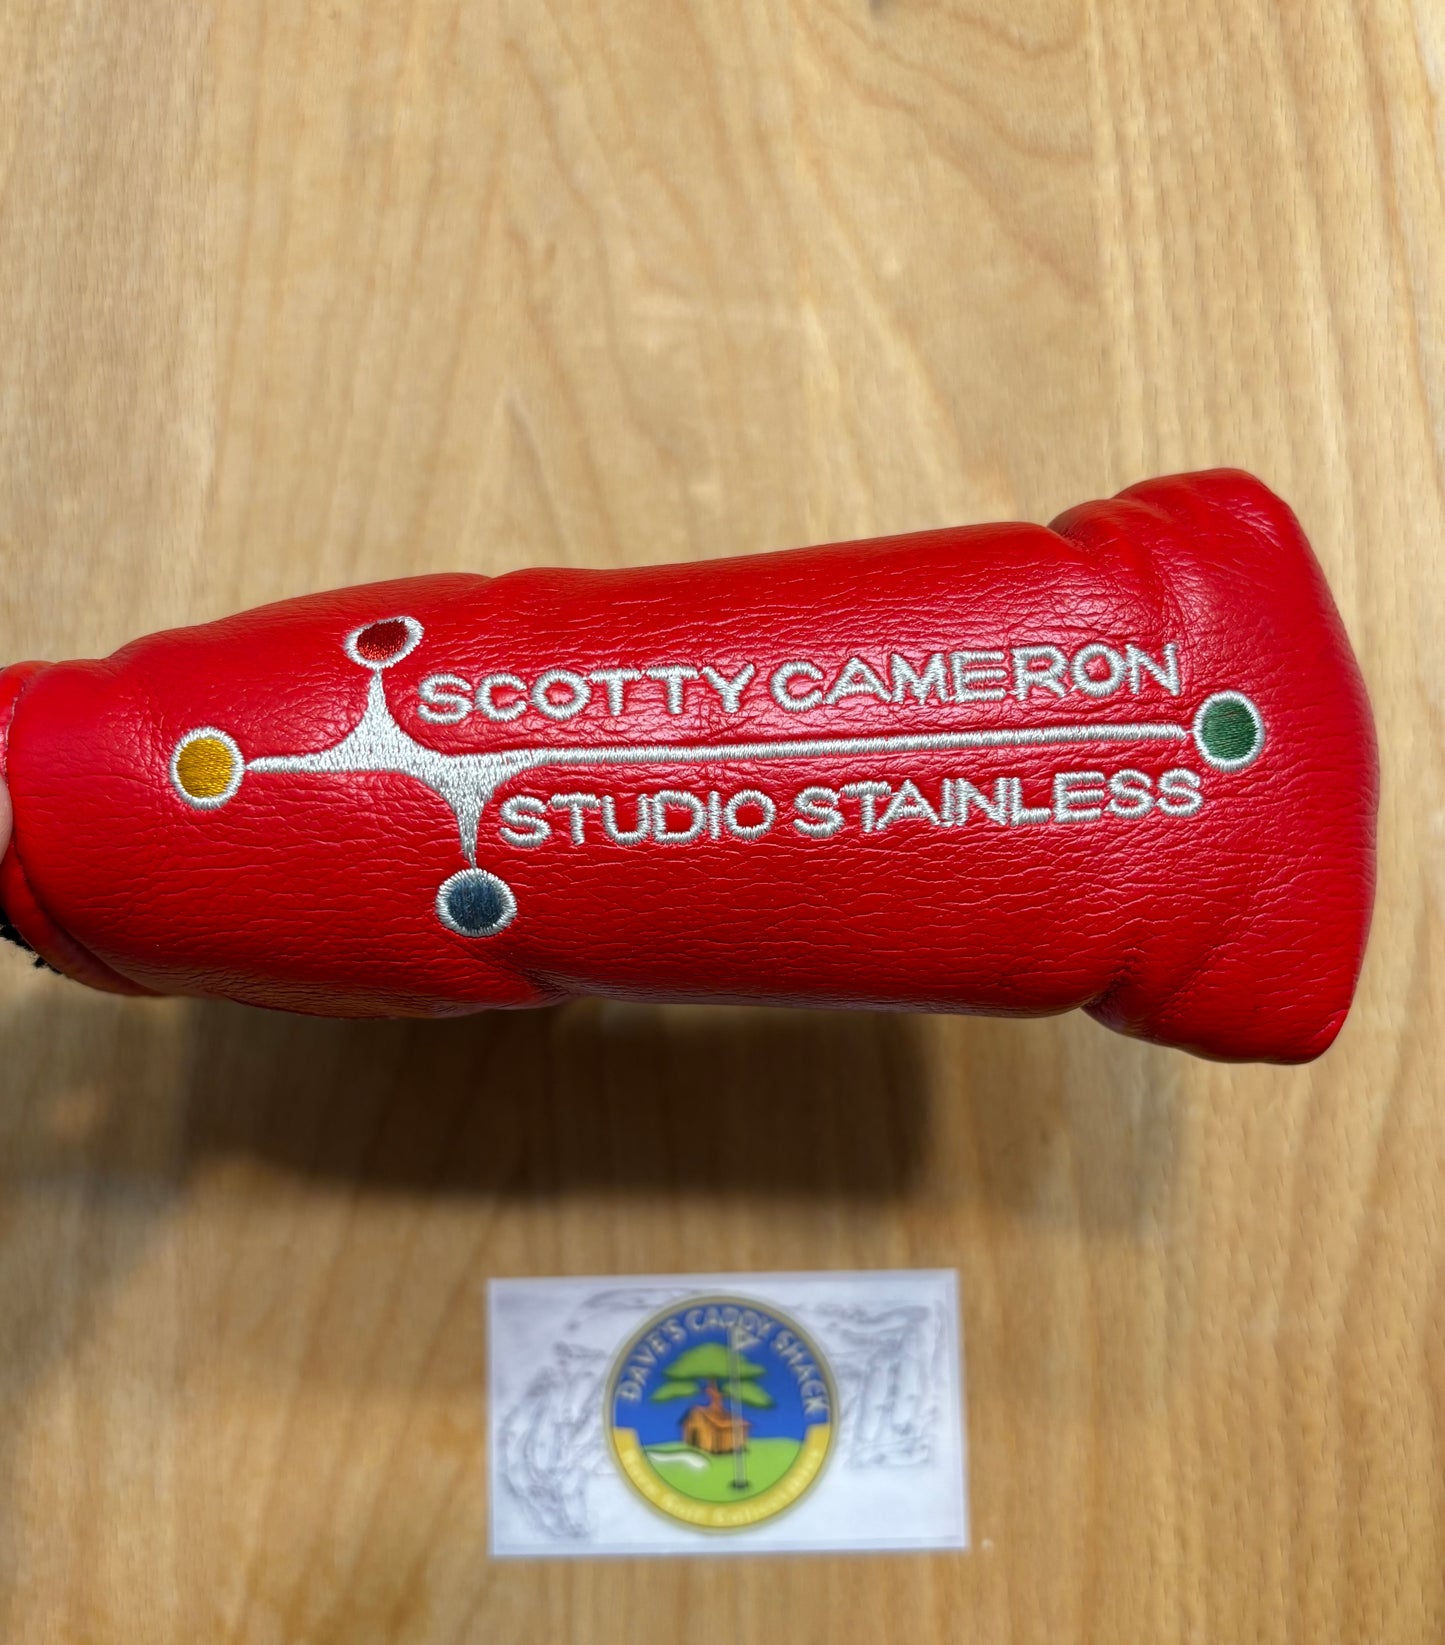 SCOTTY CAMERON
STUDIO STAINLESS
DAVE'S CADDY SHACK